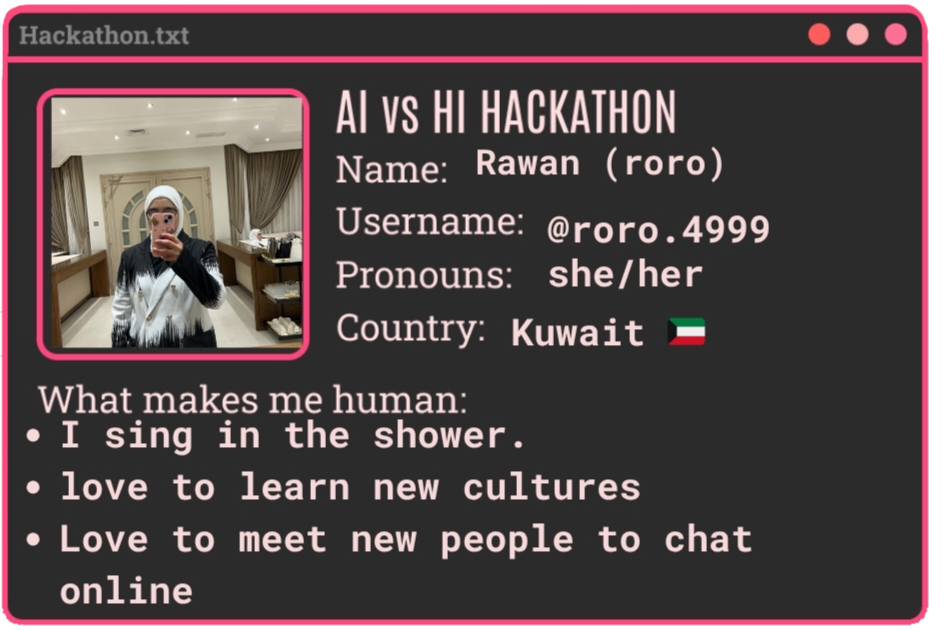 Hackathon.txt
AI vs HI HACKATHON
Name: Rawan (roro)
Username: @roro.4999
Pronouns: she/her
Country: Kuwait 🇰🇼
What makes me human:
• I sing in the shower.
• love to learn new cultures
• Love to meet new people to chat
online